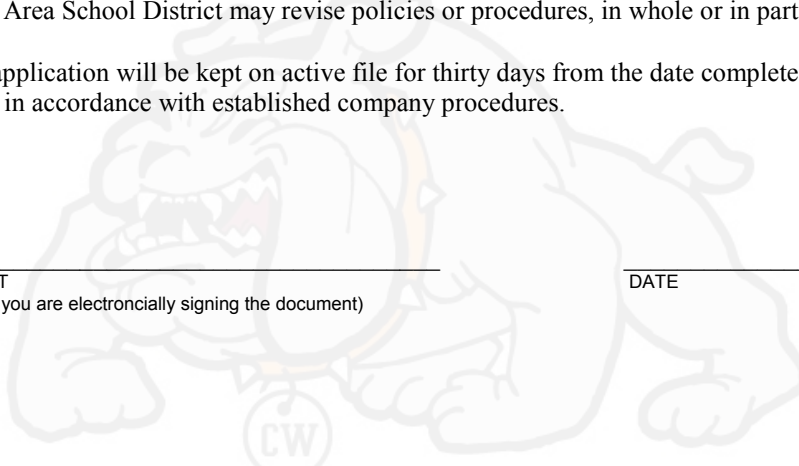 Area School District may revise policies or procedures, in whole or in part
application will be kept on active file for thirty days from the date complete
in accordance with established company procedures.
T DATE
you are electroncially signing the document)
CW